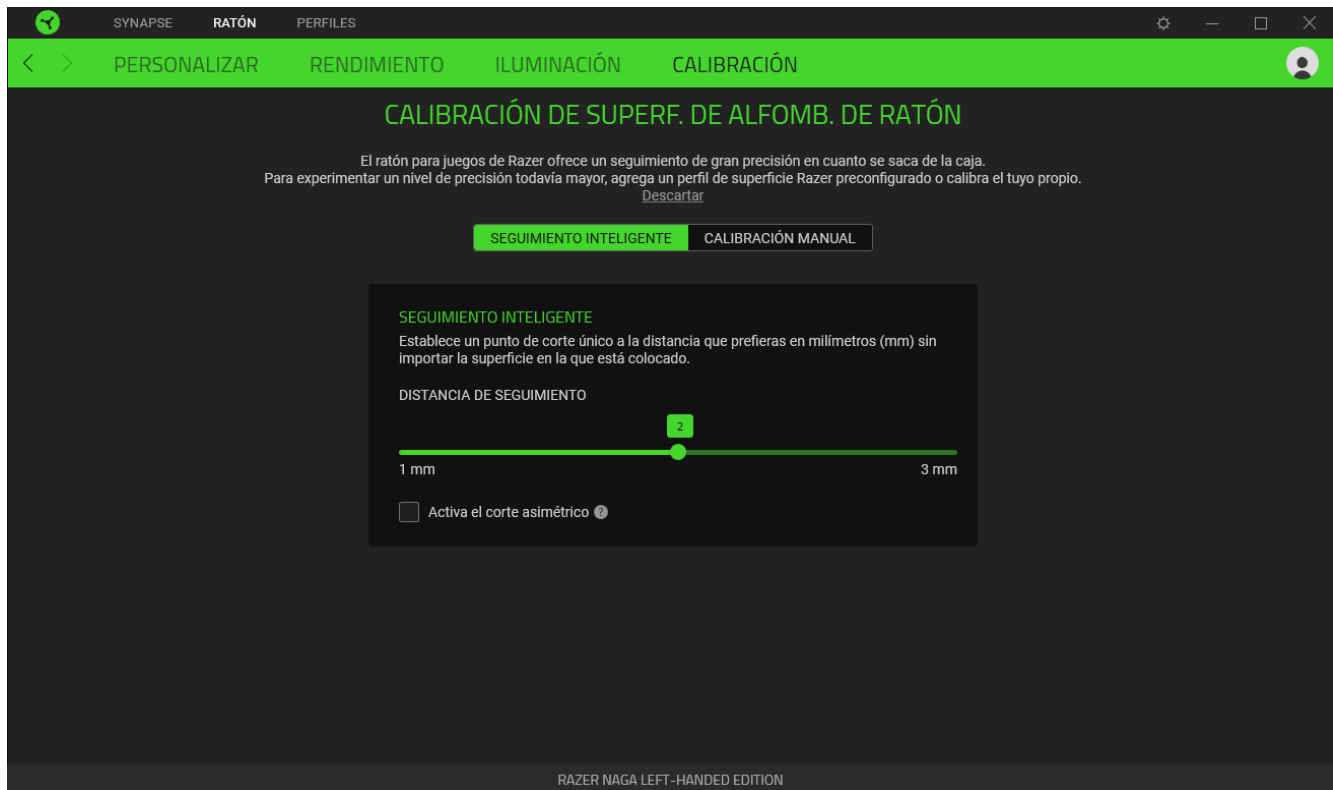 SYNAPSE RATÓN PERFILES
PERSONALIZAR RENDIMIENTO ILUMINACIÓN CALIBRACIÓN
CALIBRACIÓN DE SUPERF. DE ALFOMB. DE RATÓN
El ratón para juegos de Razer ofrece un seguimiento de gran precisión en cuanto se saca de la caja.
Para experimentar un nivel de precisión todavía mayor, agrega un perfil de superficie Razer preconfigurado o calibra el tuyo propio.
Descartar
SEGUIMIENTO INTELIGENTE CALIBRACIÓN MANUAL
SEGUIMIENTO INTELIGENTE
Establece un punto de corte único a la distancia que prefieras en milímetros (mm) sin
importar la superficie en la que está colocado.
DISTANCIA DE SEGUIMIENTO
2
1 mm 3 mm
Activa el corte asimétrico ?
RAZER NAGA LEFT-HANDED EDITION